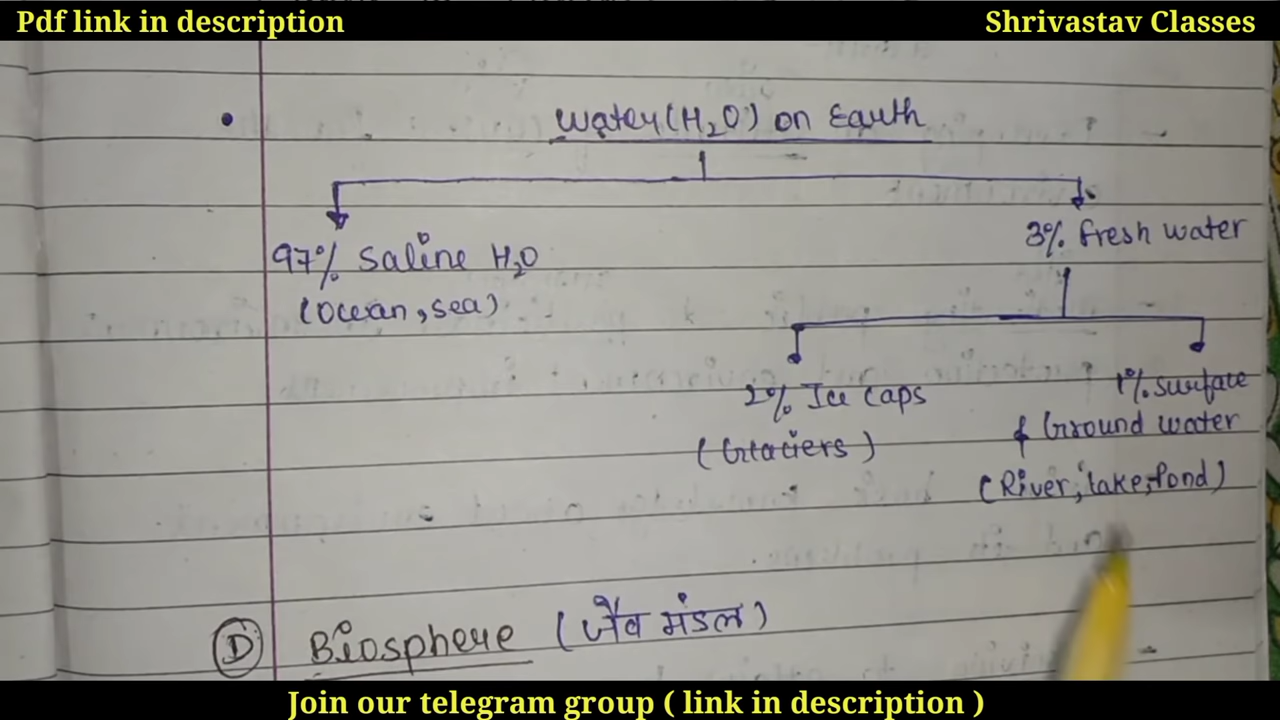 Pdf link in description
Shrivastav Classes
• Water (H₂O) on Earth
97% Saline H₂O
(Ocean, sea)
3% Fresh water
2% Ice Caps
(Glaciers)
1% Surface
& Ground water
(River, lake, Pond)
(D) Biosphere (जैव मंडल)
Join our telegram group ( link in description )